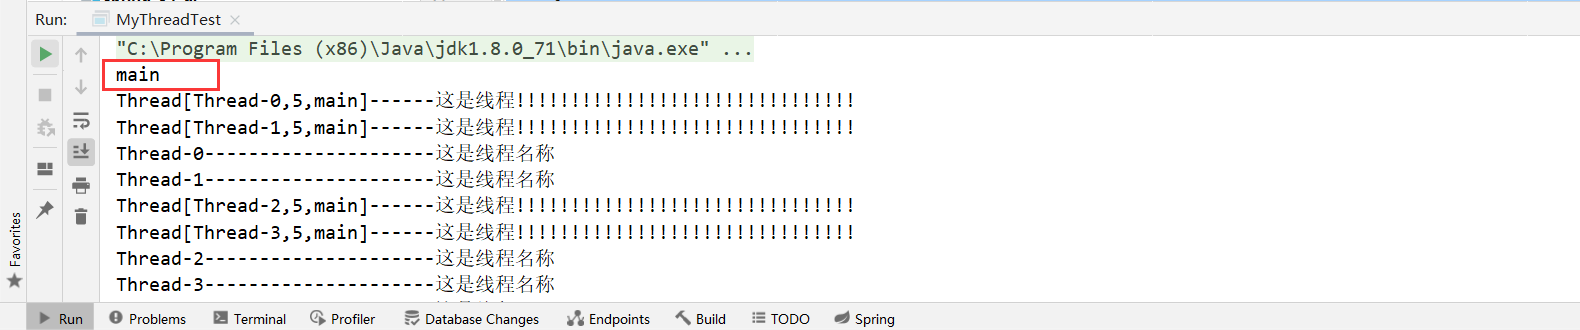 Run: MyThreadTest ×
"C:\Program Files (x86)\Java\jdk1.8.0_71\bin\java.exe" ...
main
Thread[Thread-0,5,main]------这是线程!!!!!!!!!!!!!!!!!!!!!!!!!!!!!!!
Thread[Thread-1,5,main]------这是线程!!!!!!!!!!!!!!!!!!!!!!!!!!!!!!!
Thread-0---------------------这是线程名称
Thread-1---------------------这是线程名称
Thread[Thread-2,5,main]------这是线程!!!!!!!!!!!!!!!!!!!!!!!!!!!!!!!
Thread[Thread-3,5,main]------这是线程!!!!!!!!!!!!!!!!!!!!!!!!!!!!!!!
Thread-2---------------------这是线程名称
Thread-3---------------------这是线程名称
Favorites
Run Problems Terminal Profiler Database Changes Endpoints Build TODO Spring